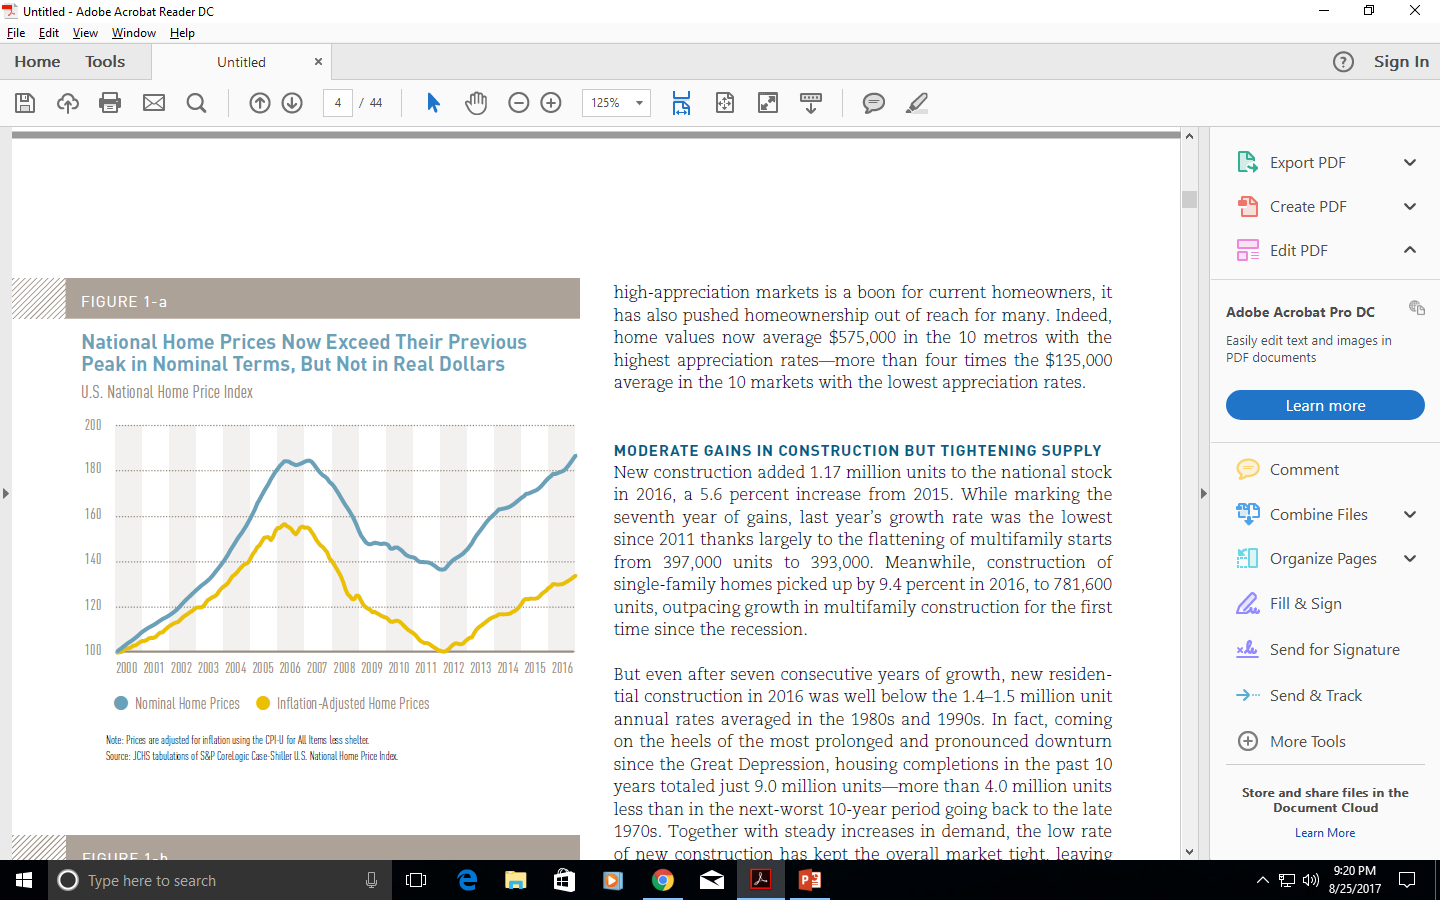 Untitled - Adobe Acrobat Reader DC
File Edit View Window Help
Home Tools Untitled × ? Sign In
4 / 44 125%
FIGURE 1-a
National Home Prices Now Exceed Their Previous
Peak in Nominal Terms, But Not in Real Dollars
U.S. National Home Price Index
200
180
160
140
120
100
2000 2001 2002 2003 2004 2005 2006 2007 2008 2009 2010 2011 2012 2013 2014 2015 2016
Nominal Home Prices Inflation-Adjusted Home Prices
Note: Prices are adjusted for inflation using the CPI-U for All Items less shelter.
Source: JCHS tabulations of S&P CoreLogic Case-Shiller U.S. National Home Price Index.
FIGURE 1-b
high-appreciation markets is a boon for current homeowners, it
has also pushed homeownership out of reach for many. Indeed,
home values now average $575,000 in the 10 metros with the
highest appreciation rates—more than four times the $135,000
average in the 10 markets with the lowest appreciation rates.
MODERATE GAINS IN CONSTRUCTION BUT TIGHTENING SUPPLY
New construction added 1.17 million units to the national stock
in 2016, a 5.6 percent increase from 2015. While marking the
seventh year of gains, last year's growth rate was the lowest
since 2011 thanks largely to the flattening of multifamily starts
from 397,000 units to 393,000. Meanwhile, construction of
single-family homes picked up by 9.4 percent in 2016, to 781,600
units, outpacing growth in multifamily construction for the first
time since the recession.
But even after seven consecutive years of growth, new residen-
tial construction in 2016 was well below the 1.4–1.5 million unit
annual rates averaged in the 1980s and 1990s. In fact, coming
on the heels of the most prolonged and pronounced downturn
since the Great Depression, housing completions in the past 10
years totaled just 9.0 million units—more than 4.0 million units
less than in the next-worst 10-year period going back to the late
1970s. Together with steady increases in demand, the low rate
of new construction has kept the overall market tight, leaving
Export PDF
Create PDF
Edit PDF
Adobe Acrobat Pro DC
Easily edit text and images in
PDF documents
Learn more
Comment
Combine Files
Organize Pages
Fill & Sign
Send for Signature
Send & Track
More Tools
Store and share files in the
Document Cloud
Learn More
Type here to search
9:20 PM
8/25/2017